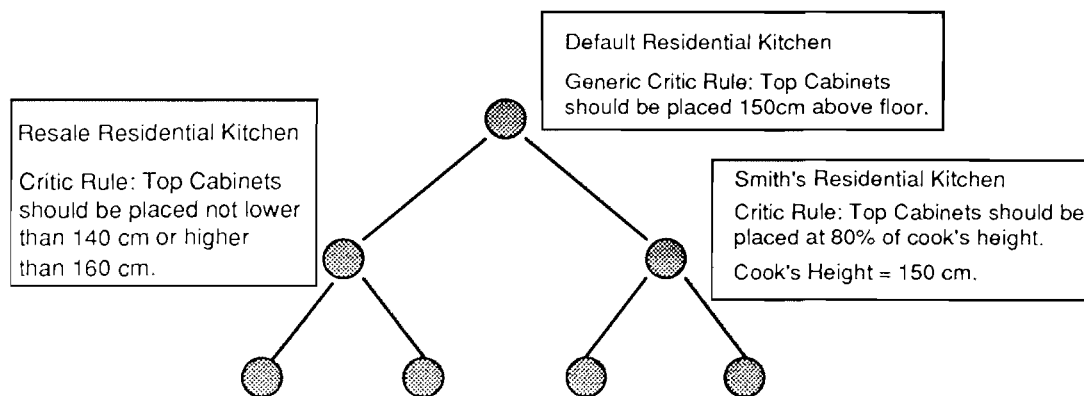 Default Residential Kitchen
Generic Critic Rule: Top Cabinets
should be placed 150cm above floor.
Resale Residential Kitchen
Critic Rule: Top Cabinets
should be placed not lower
than 140 cm or higher
than 160 cm.
Smith's Residential Kitchen
Critic Rule: Top Cabinets should be
placed at 80% of cook's height.
Cook's Height = 150 cm.